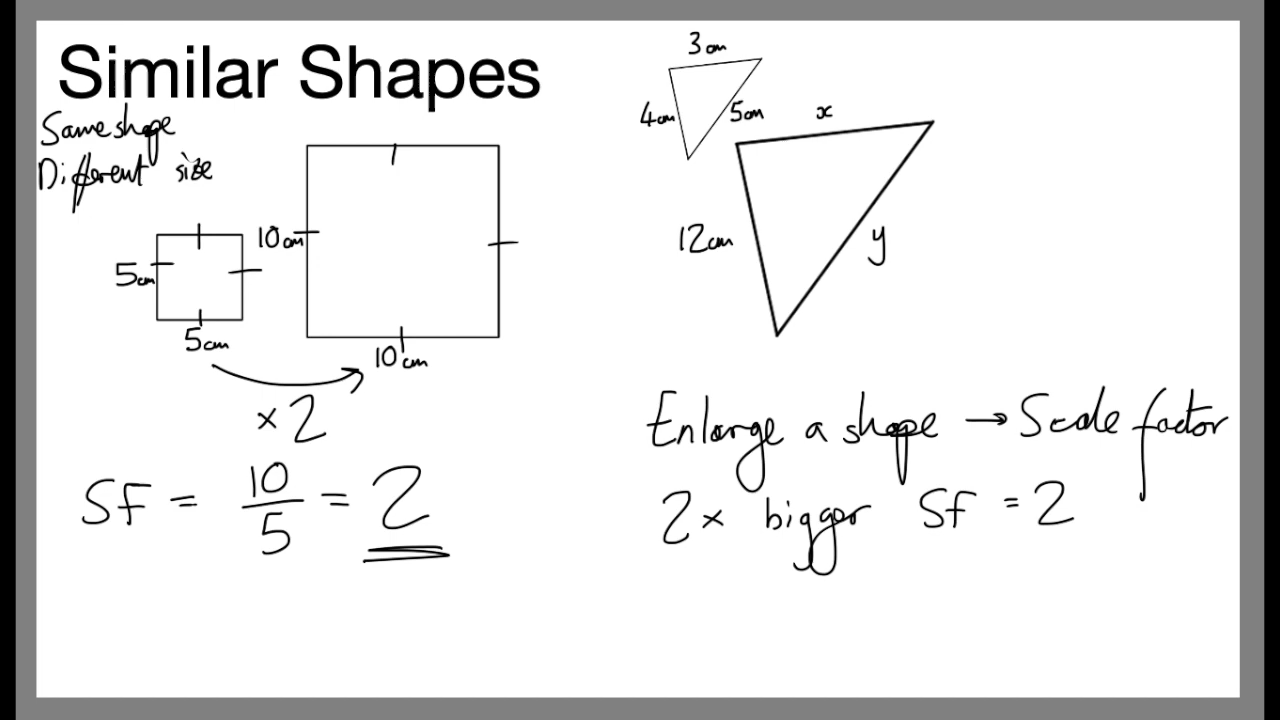 Similar Shapes
Same shape
Different size
5cm
5cm
10cm
10cm
×2
SF = 10/5 = 2
3cm
4cm
5cm
x
12cm
y
Enlarge a shape → Scale factor
2× bigger SF = 2